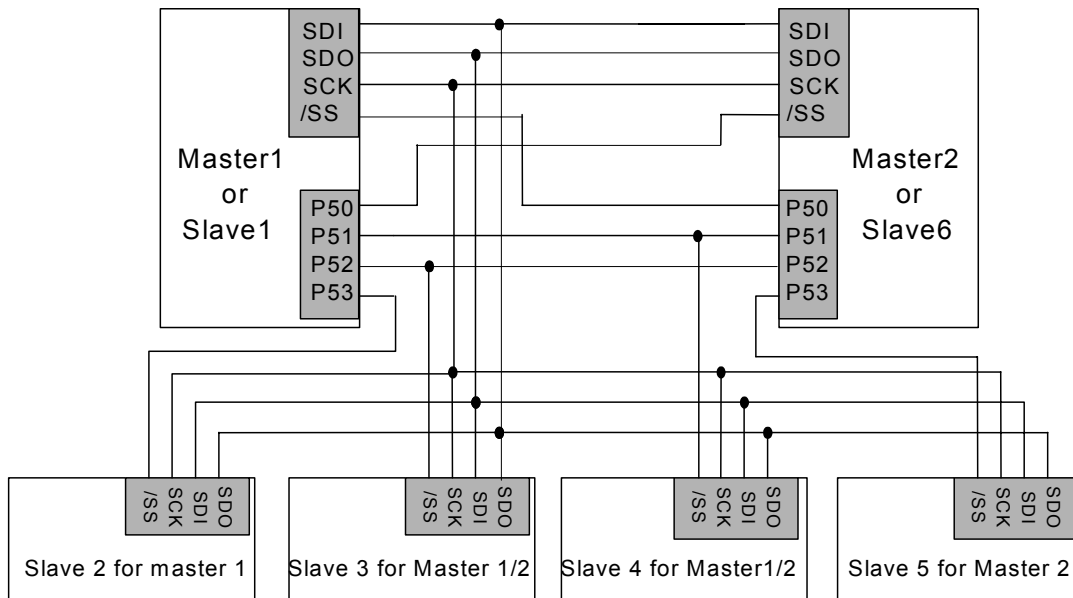 SDI
SDO
SCK
/SS
Master1
or
Slave1
P50
P51
P52
P53
SDI
SDO
SCK
/SS
Master2
or
Slave6
P50
P51
P52
P53
/SS
SCK
SDI
SDO
Slave 2 for master 1
/SS
SCK
SDI
SDO
Slave 3 for Master 1/2
/SS
SCK
SDI
SDO
Slave 4 for Master1/2
/SS
SCK
SDI
SDO
Slave 5 for Master 2